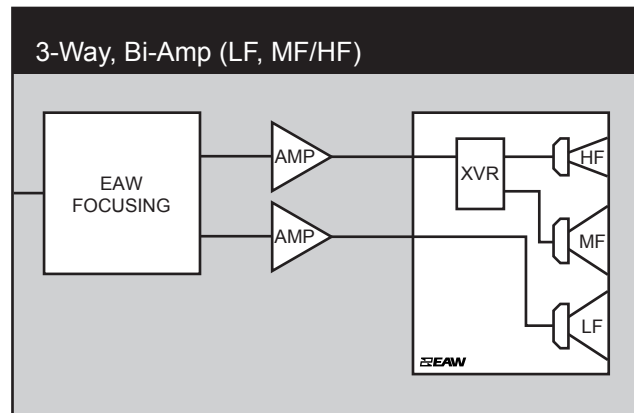 3-Way, Bi-Amp (LF, MF/HF)
EAW
FOCUSING
AMP
AMP
XVR
HF
MF
LF
EAW